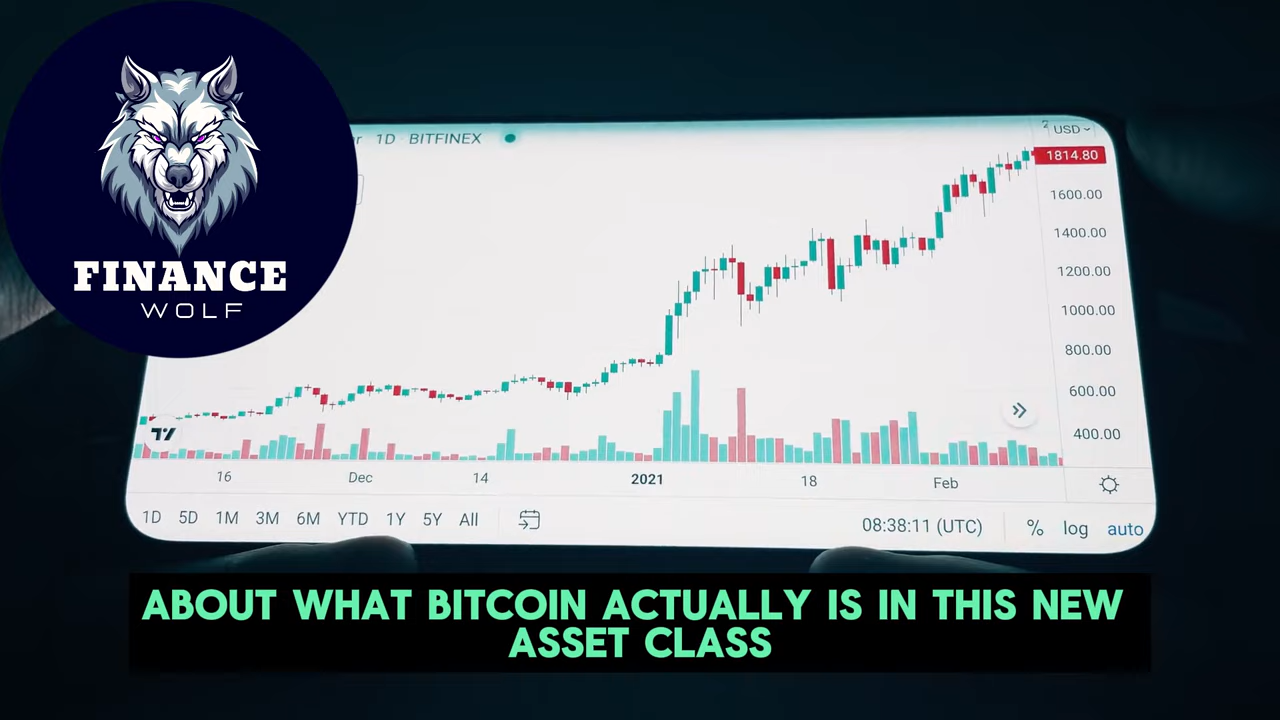 FINANCE
WOLF
r 1D · BITFINEX
USD
1814.80
1600.00
1400.00
1200.00
1000.00
800.00
600.00
400.00
16 Dec 14 2021 18 Feb
1D 5D 1M 3M 6M YTD 1Y 5Y All
08:38:11 (UTC) % log auto
ABOUT WHAT BITCOIN ACTUALLY IS IN THIS NEW
ASSET CLASS